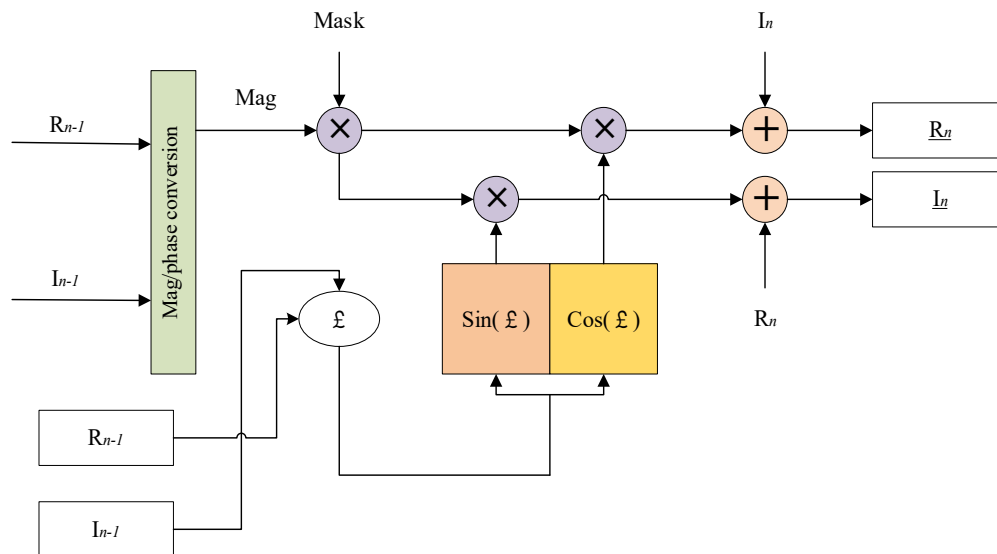 Mask
Iₙ
Mag
Rₙ₋₁
Mag/phase conversion
×
×
+
Rₙ
×
+
Iₙ
Iₙ₋₁
£
Sin(£)
Cos(£)
Rₙ
Rₙ₋₁
Iₙ₋₁